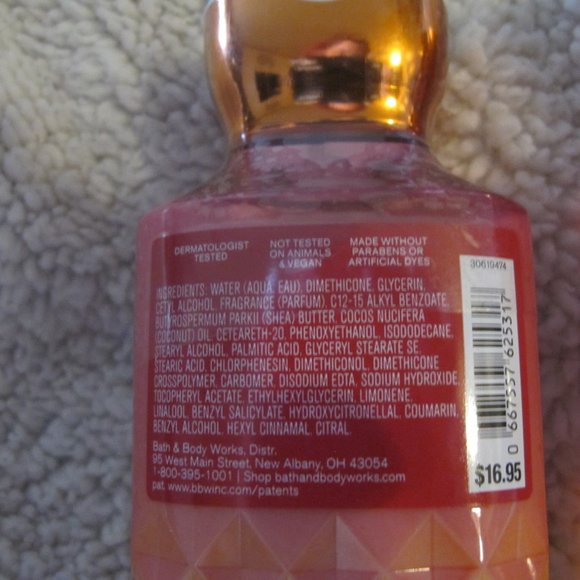 DERMATOLOGIST
TESTED
NOT TESTED
ON ANIMALS
& VEGAN
MADE WITHOUT
PARABENS OR
ARTIFICIAL DYES
INGREDIENTS: WATER (AQUA, EAU), DIMETHICONE, GLYCERIN,
CETYL ALCOHOL, FRAGRANCE (PARFUM), C12-15 ALKYL BENZOATE,
BUTYROSPERMUM PARKII (SHEA) BUTTER, COCOS NUCIFERA
(COCONUT) OIL, CETEARETH-20, PHENOXYETHANOL, ISODODECANE,
STEARYL ALCOHOL, PALMITIC ACID, GLYCERYL STEARATE SE,
STEARIC ACID, CHLORPHENESIN, DIMETHICONOL, DIMETHICONE
CROSSPOLYMER, CARBOMER, DISODIUM EDTA, SODIUM HYDROXIDE,
TOCOPHERYL ACETATE, ETHYLHEXYLGLYCERIN, LIMONENE,
LINALOOL, BENZYL SALICYLATE, HYDROXYCITRONELLAL, COUMARIN,
BENZYL ALCOHOL, HEXYL CINNAMAL, CITRAL.
Bath & Body Works, Distr.
95 West Main Street, New Albany, OH 43054
1-800-395-1001 | Shop bathandbodyworks.com
pat. www.bbwinc.com/patents
30619474
0 667557 625317
$16.95